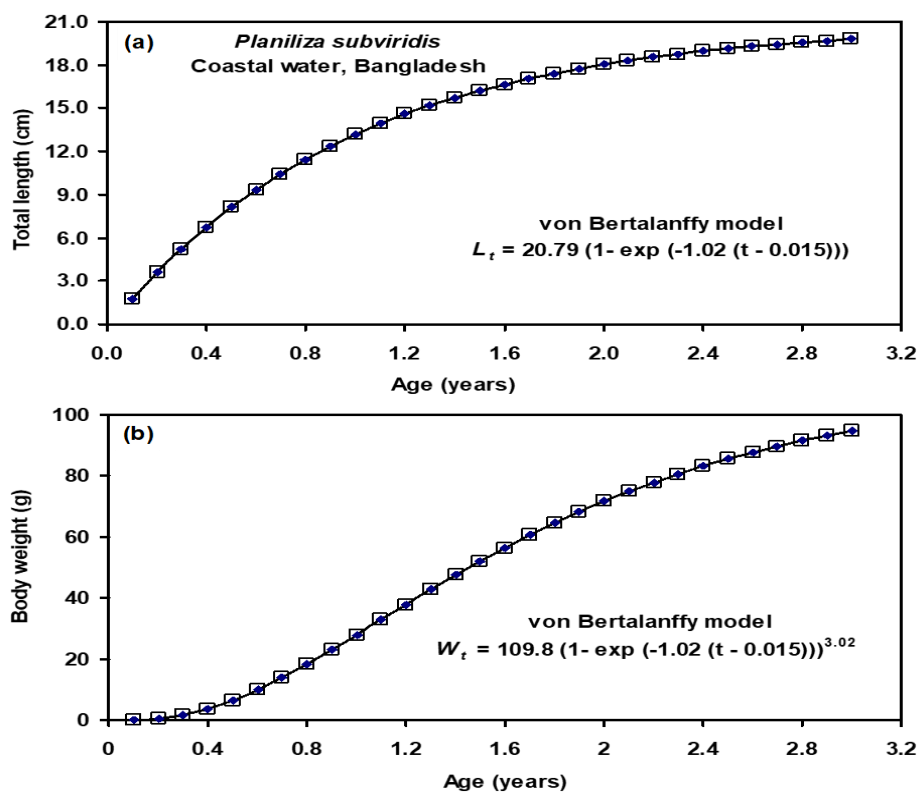 (a)
Planiliza subviridis
Coastal water, Bangladesh
Total length (cm)
21.0
18.0
15.0
12.0
9.0
6.0
3.0
0.0
von Bertalanffy model
L t = 20.79 (1- exp (-1.02 (t - 0.015)))
0.0 0.4 0.8 1.2 1.6 2.0 2.4 2.8 3.2
Age (years)
(b)
Body weight (g)
100
80
60
40
20
0
von Bertalanffy model
W t = 109.8 (1- exp (-1.02 (t - 0.015)))3.02
0 0.4 0.8 1.2 1.6 2 2.4 2.8 3.2
Age (years)